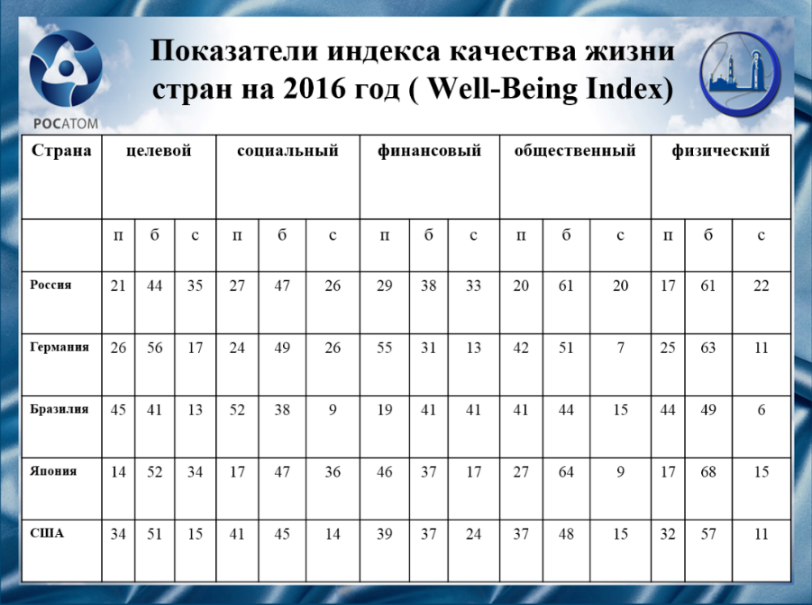 Показатели индекса качества жизни
стран на 2016 год ( Well-Being Index)
РОСАТОМ
Страна целевой социальный финансовый общественный физический
п б с п б с п б с п б с п б с
Россия 21 44 35 27 47 26 29 38 33 20 61 20 17 61 22
Германия 26 56 17 24 49 26 55 31 13 42 51 7 25 63 11
Бразилия 45 41 13 52 38 9 19 41 41 41 44 15 44 49 6
Япония 14 52 34 17 47 36 46 37 17 27 64 9 17 68 15
США 34 51 15 41 45 14 39 37 24 37 48 15 32 57 11